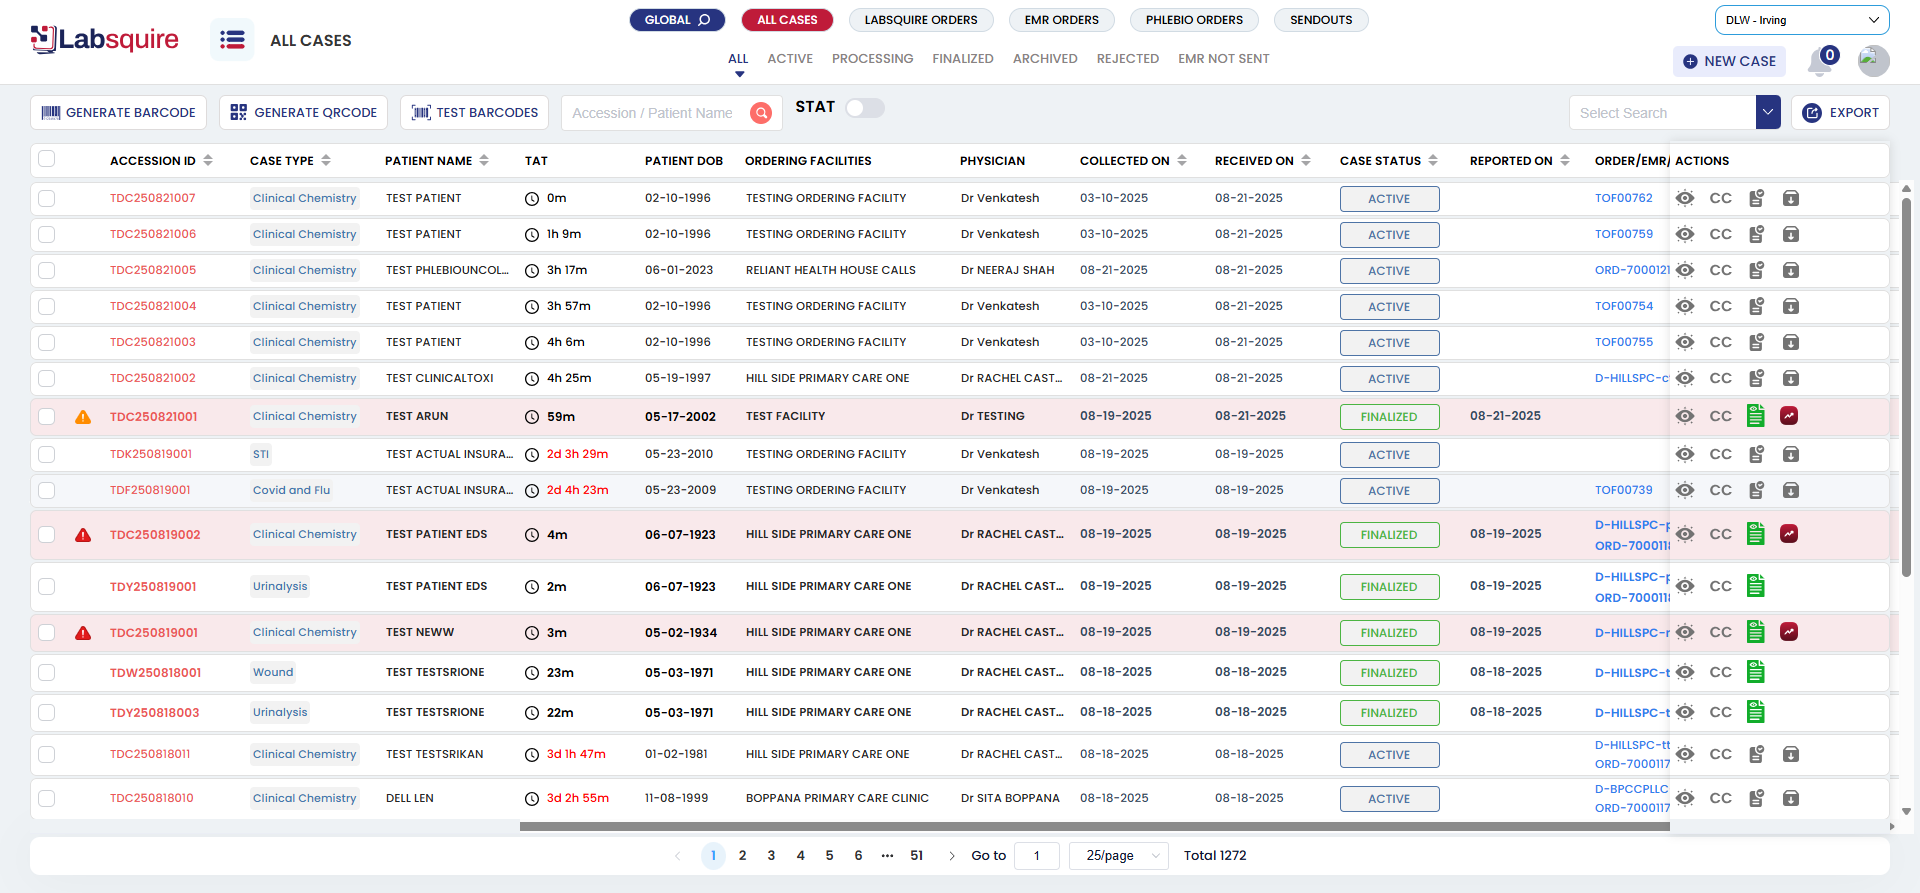 Labsquire
ALL CASES
GLOBAL
ALL CASES
LABSQUIRE ORDERS
EMR ORDERS
PHLEBIO ORDERS
SENDOUTS
DLW - Irving
ALL
ACTIVE
PROCESSING
FINALIZED
ARCHIVED
REJECTED
EMR NOT SENT
NEW CASE
0
GENERATE BARCODE
GENERATE QRCODE
TEST BARCODES
Accession / Patient Name
STAT
Select Search
EXPORT
ACCESSION ID CASE TYPE PATIENT NAME TAT PATIENT DOB ORDERING FACILITIES PHYSICIAN COLLECTED ON RECEIVED ON CASE STATUS REPORTED ON ORDER/EMR/ ACTIONS
TDC250821007 Clinical Chemistry TEST PATIENT 0m 02-10-1996 TESTING ORDERING FACILITY Dr Venkatesh 03-10-2025 08-21-2025 ACTIVE TOF00762 CC
TDC250821006 Clinical Chemistry TEST PATIENT 1h 9m 02-10-1996 TESTING ORDERING FACILITY Dr Venkatesh 03-10-2025 08-21-2025 ACTIVE TOF00759 CC
TDC250821005 Clinical Chemistry TEST PHLEBIOUNCOL... 3h 17m 06-01-2023 RELIANT HEALTH HOUSE CALLS Dr NEERAJ SHAH 08-21-2025 08-21-2025 ACTIVE ORD-7000121 CC
TDC250821004 Clinical Chemistry TEST PATIENT 3h 57m 02-10-1996 TESTING ORDERING FACILITY Dr Venkatesh 03-10-2025 08-21-2025 ACTIVE TOF00754 CC
TDC250821003 Clinical Chemistry TEST PATIENT 4h 6m 02-10-1996 TESTING ORDERING FACILITY Dr Venkatesh 03-10-2025 08-21-2025 ACTIVE TOF00755 CC
TDC250821002 Clinical Chemistry TEST CLINICALTOXI 4h 25m 05-19-1997 HILL SIDE PRIMARY CARE ONE Dr RACHEL CAST... 08-21-2025 08-21-2025 ACTIVE D-HILLSPC-c CC
TDC250821001 Clinical Chemistry TEST ARUN 59m 05-17-2002 TEST FACILITY Dr TESTING 08-19-2025 08-21-2025 FINALIZED 08-21-2025 CC
TDK250819001 STI TEST ACTUAL INSURA... 2d 3h 29m 05-23-2010 TESTING ORDERING FACILITY Dr Venkatesh 08-19-2025 08-19-2025 ACTIVE CC
TDF250819001 Covid and Flu TEST ACTUAL INSURA... 2d 4h 23m 05-23-2009 TESTING ORDERING FACILITY Dr Venkatesh 08-19-2025 08-19-2025 ACTIVE TOF00739 CC
TDC250819002 Clinical Chemistry TEST PATIENT EDS 4m 06-07-1923 HILL SIDE PRIMARY CARE ONE Dr RACHEL CAST... 08-19-2025 08-19-2025 FINALIZED 08-19-2025 D-HILLSPC-p CC
ORD-7000118
TDY250819001 Urinalysis TEST PATIENT EDS 2m 06-07-1923 HILL SIDE PRIMARY CARE ONE Dr RACHEL CAST... 08-19-2025 08-19-2025 FINALIZED 08-19-2025 D-HILLSPC-p CC
ORD-7000118
TDC250819001 Clinical Chemistry TEST NEWW 3m 05-02-1934 HILL SIDE PRIMARY CARE ONE Dr RACHEL CAST... 08-19-2025 08-19-2025 FINALIZED 08-19-2025 D-HILLSPC-r CC
TDW250818001 Wound TEST TESTSRIONE 23m 05-03-1971 HILL SIDE PRIMARY CARE ONE Dr RACHEL CAST... 08-18-2025 08-18-2025 FINALIZED 08-18-2025 D-HILLSPC-t CC
TDY250818003 Urinalysis TEST TESTSRIONE 22m 05-03-1971 HILL SIDE PRIMARY CARE ONE Dr RACHEL CAST... 08-18-2025 08-18-2025 FINALIZED 08-18-2025 D-HILLSPC-t CC
TDC250818011 Clinical Chemistry TEST TESTSRIKAN 3d 1h 47m 01-02-1981 HILL SIDE PRIMARY CARE ONE Dr RACHEL CAST... 08-18-2025 08-18-2025 ACTIVE D-HILLSPC-tt CC
ORD-7000117
TDC250818010 Clinical Chemistry DELL LEN 3d 2h 55m 11-08-1999 BOPPANA PRIMARY CARE CLINIC Dr SITA BOPPANA 08-18-2025 08-18-2025 ACTIVE D-BPCCPLLC CC
ORD-7000117
1 2 3 4 5 6 ... 51 Go to 1 25/page Total 1272